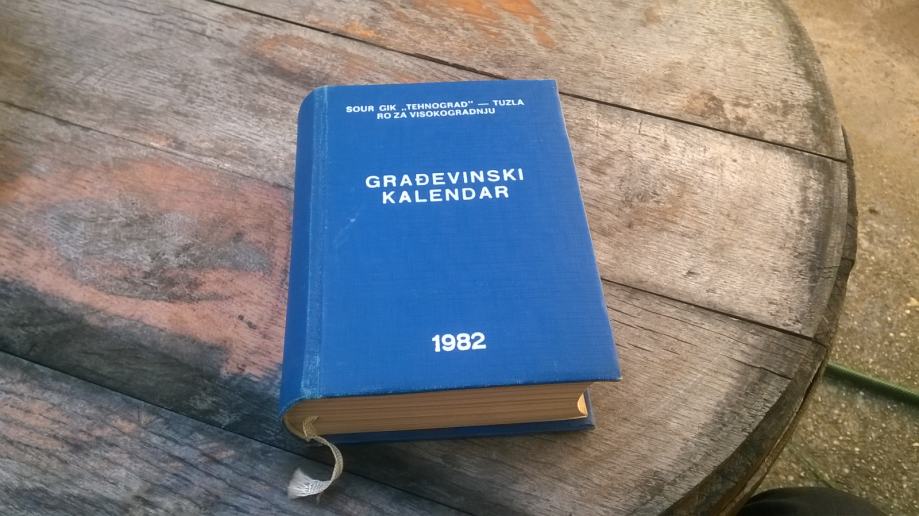 SOUR GIK „TEHNOGRAD" — TUZLA
RO ZA VISOKOGRADNJU
GRAĐEVINSKI
KALENDAR
1982